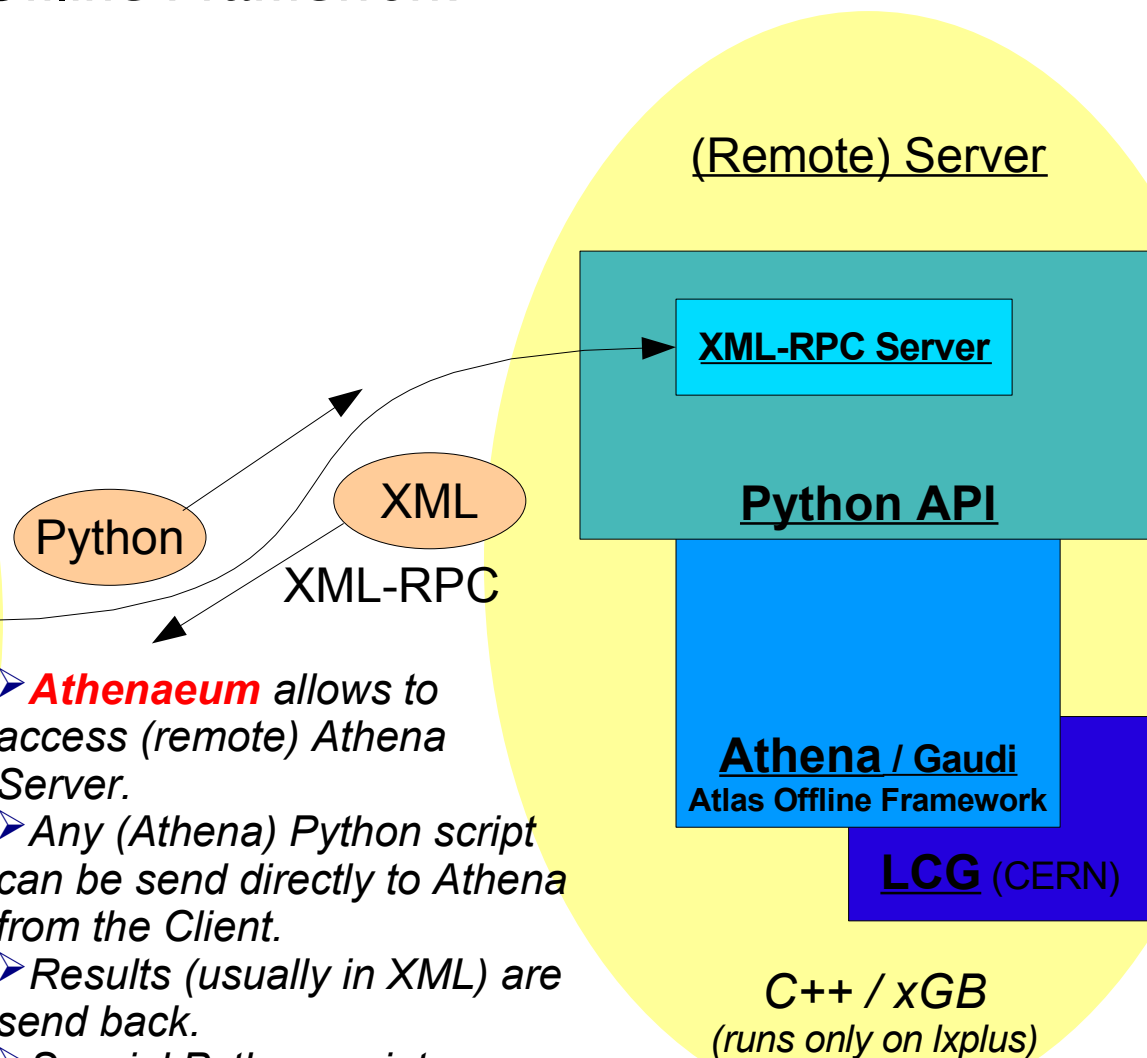 (Remote) Server
XML-RPC Server
Python API
Python
XML
XML-RPC
Athenaeum allows to
access (remote) Athena
Server.
Any (Athena) Python script
can be send directly to Athena
from the Client.
Results (usually in XML) are
send back.
Athena / Gaudi
Atlas Offline Framework
LCG (CERN)
C++ / xGB
(runs only on lxplus)